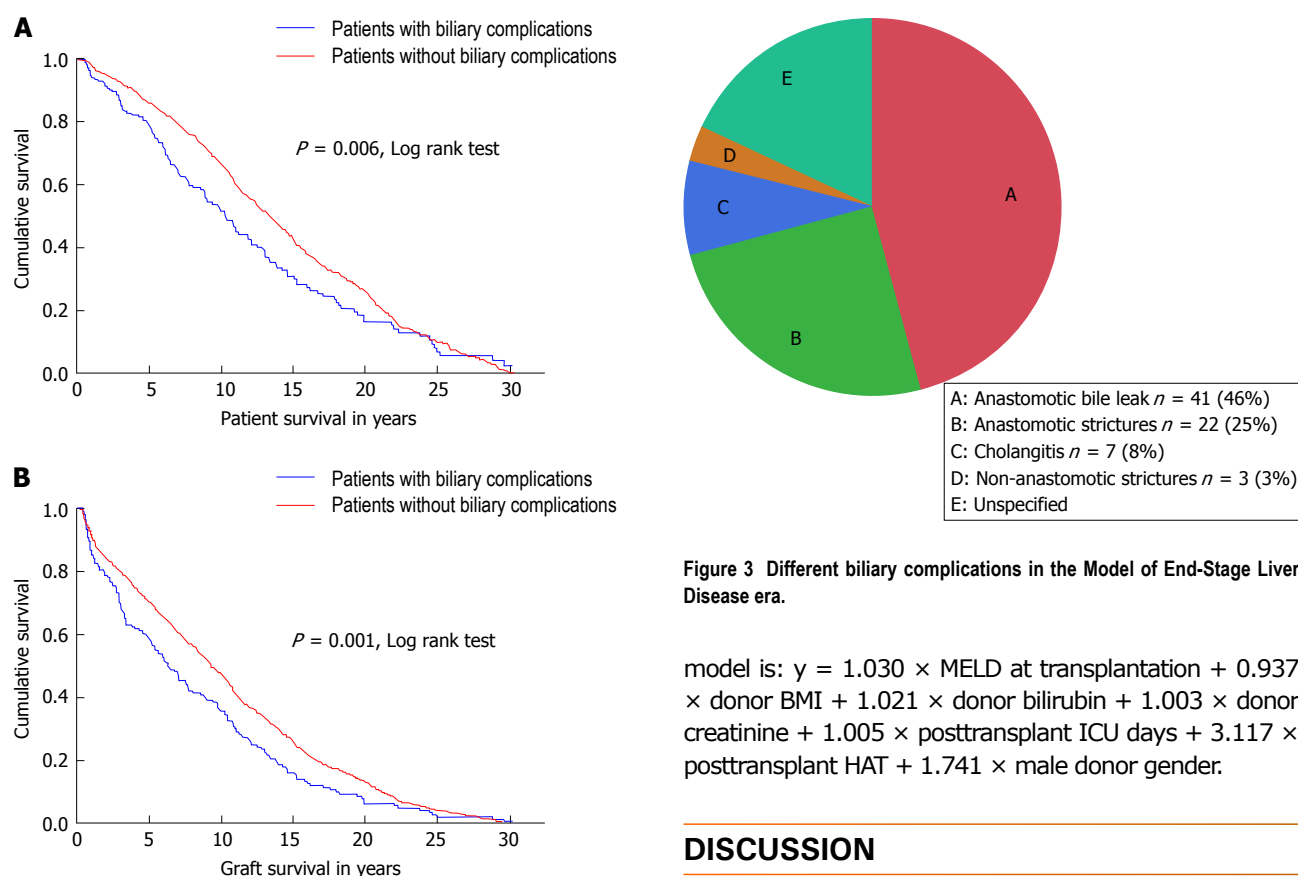 A
Patients with biliary complications
Patients without biliary complications
1.0
0.8
0.6
0.4
0.2
0.0
Cumulative survival
P = 0.006, Log rank test
0 5 10 15 20 25 30
Patient survival in years
B
Patients with biliary complications
Patients without biliary complications
1.0
0.8
0.6
0.4
0.2
0.0
Cumulative survival
P = 0.001, Log rank test
0 5 10 15 20 25 30
Graft survival in years
E
D
C
B
A
A: Anastomotic bile leak n = 41 (46%)
B: Anastomotic strictures n = 22 (25%)
C: Cholangitis n = 7 (8%)
D: Non-anastomotic strictures n = 3 (3%)
E: Unspecified
Figure 3 Different biliary complications in the Model of End-Stage Liver
Disease era.
model is: y = 1.030 × MELD at transplantation + 0.937
× donor BMI + 1.021 × donor bilirubin + 1.003 × donor
creatinine + 1.005 × posttransplant ICU days + 3.117 ×
posttransplant HAT + 1.741 × male donor gender.
DISCUSSION